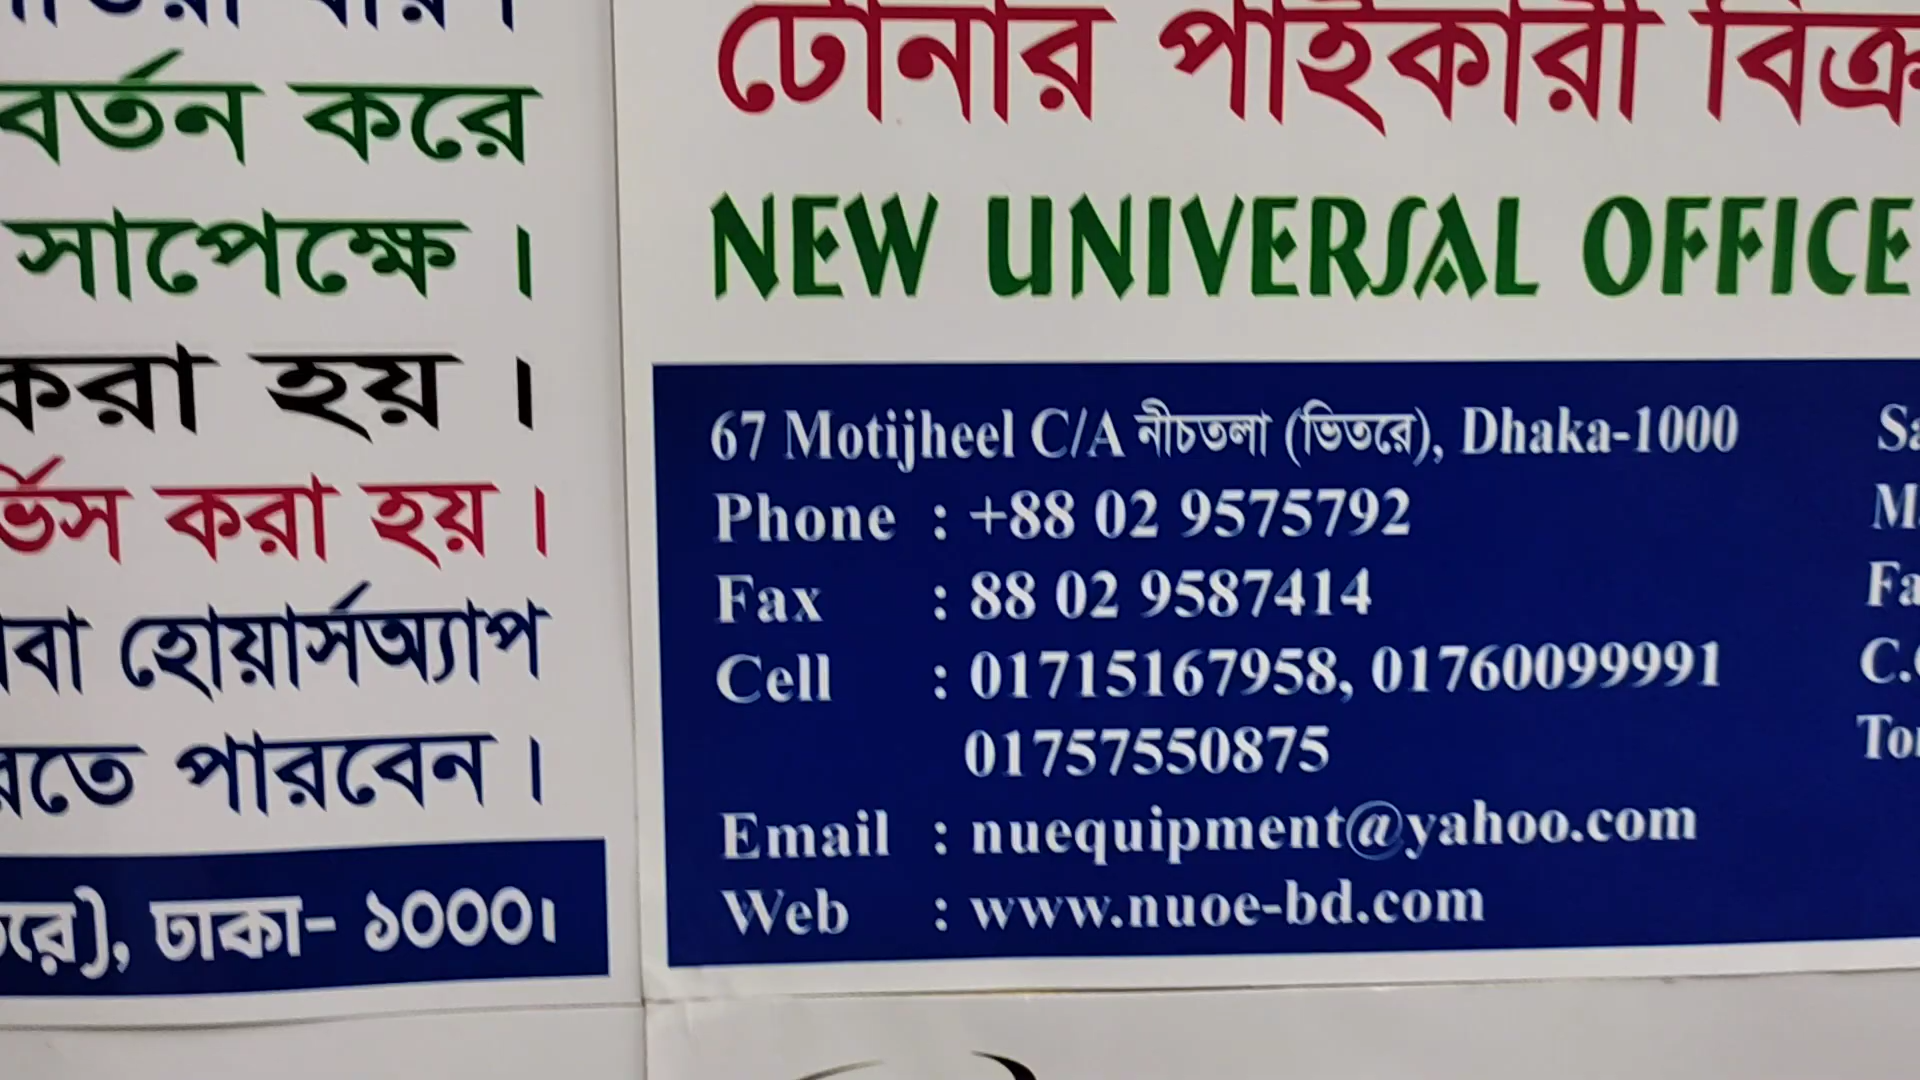 বর্তন করে
সাপেক্ষে ।
করা হয় ।
করা হয় ।
হোয়ার্সঅ্যাপ
পারবেন ।
ঢাকা- ১০০০।
টোনার পাইকারী
NEW UNIVERSAL OFFICE
67 Motijheel C/A নীচতলা (ভিতরে), Dhaka-1000
Phone : +88 02 9575792
Fax : 88 02 9587414
Cell : 01715167958, 01760099991
01757550875
Email : nuequipment@yahoo.com
Web : www.nuoe-bd.com